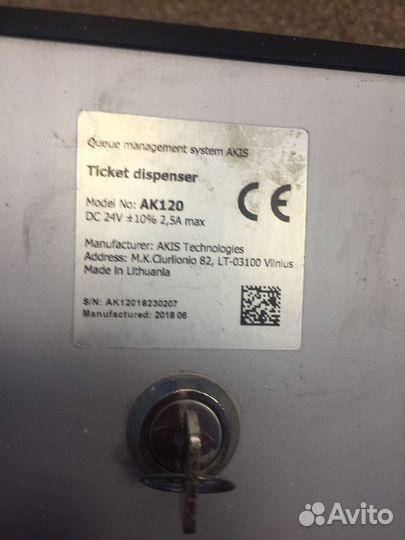 Queue management system AKIS
Ticket dispenser
Model No: AK120
DC 24V ±10% 2,5A max
CE
Manufacturer: AKIS Technologies
Address: M.K.Ciurlionio 82, LT-03100 Vilnius
Made in Lithuania
S/N: AK12018230207
Manufactured: 2018 06
Avito